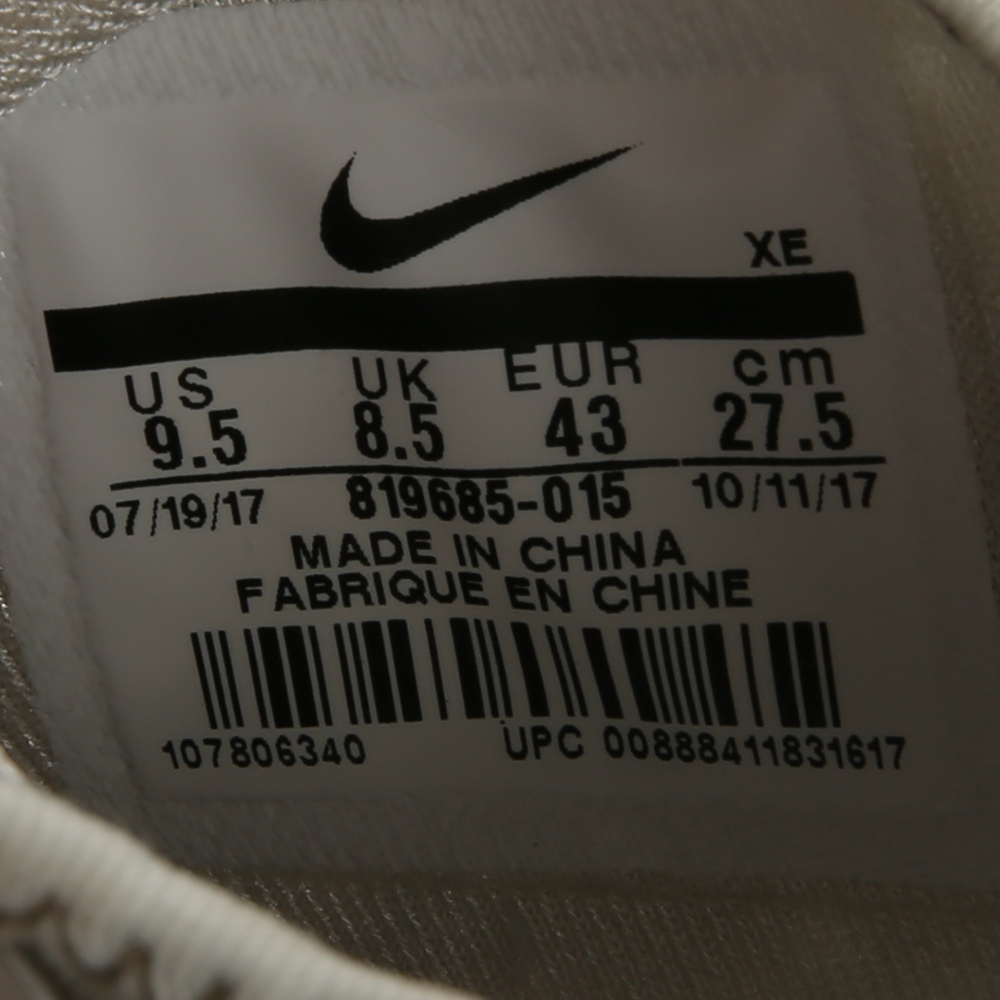 XE
US UK EUR cm
9.5 8.5 43 27.5
07/19/17 819685-015 10/11/17
MADE IN CHINA
FABRIQUE EN CHINE
107806340 UPC 00888411831617